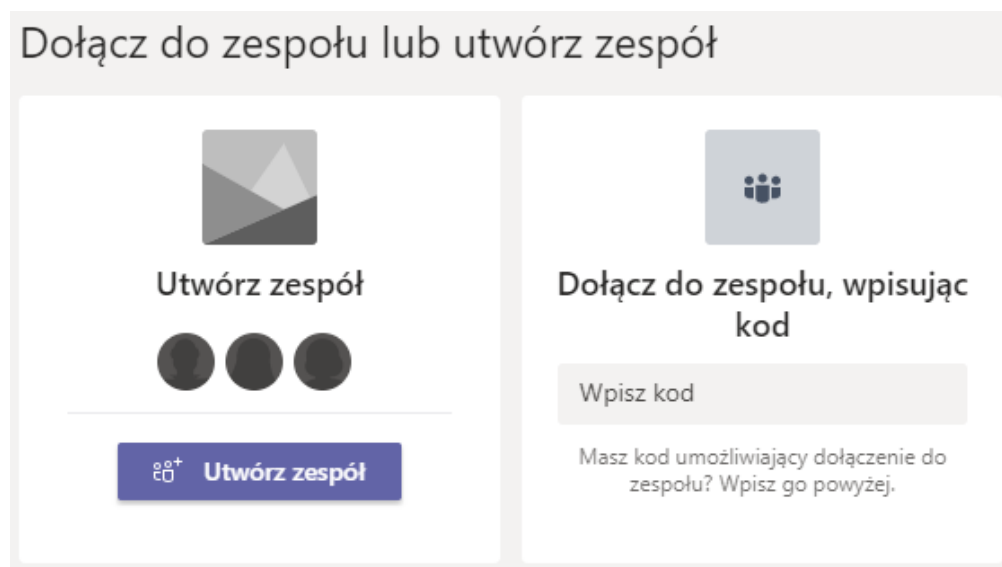 Dołącz do zespołu lub utwórz zespół
Utwórz zespół
Utwórz zespół
Dołącz do zespołu, wpisując
kod
Wpisz kod
Masz kod umożliwiający dołączenie do
zespołu? Wpisz go powyżej.